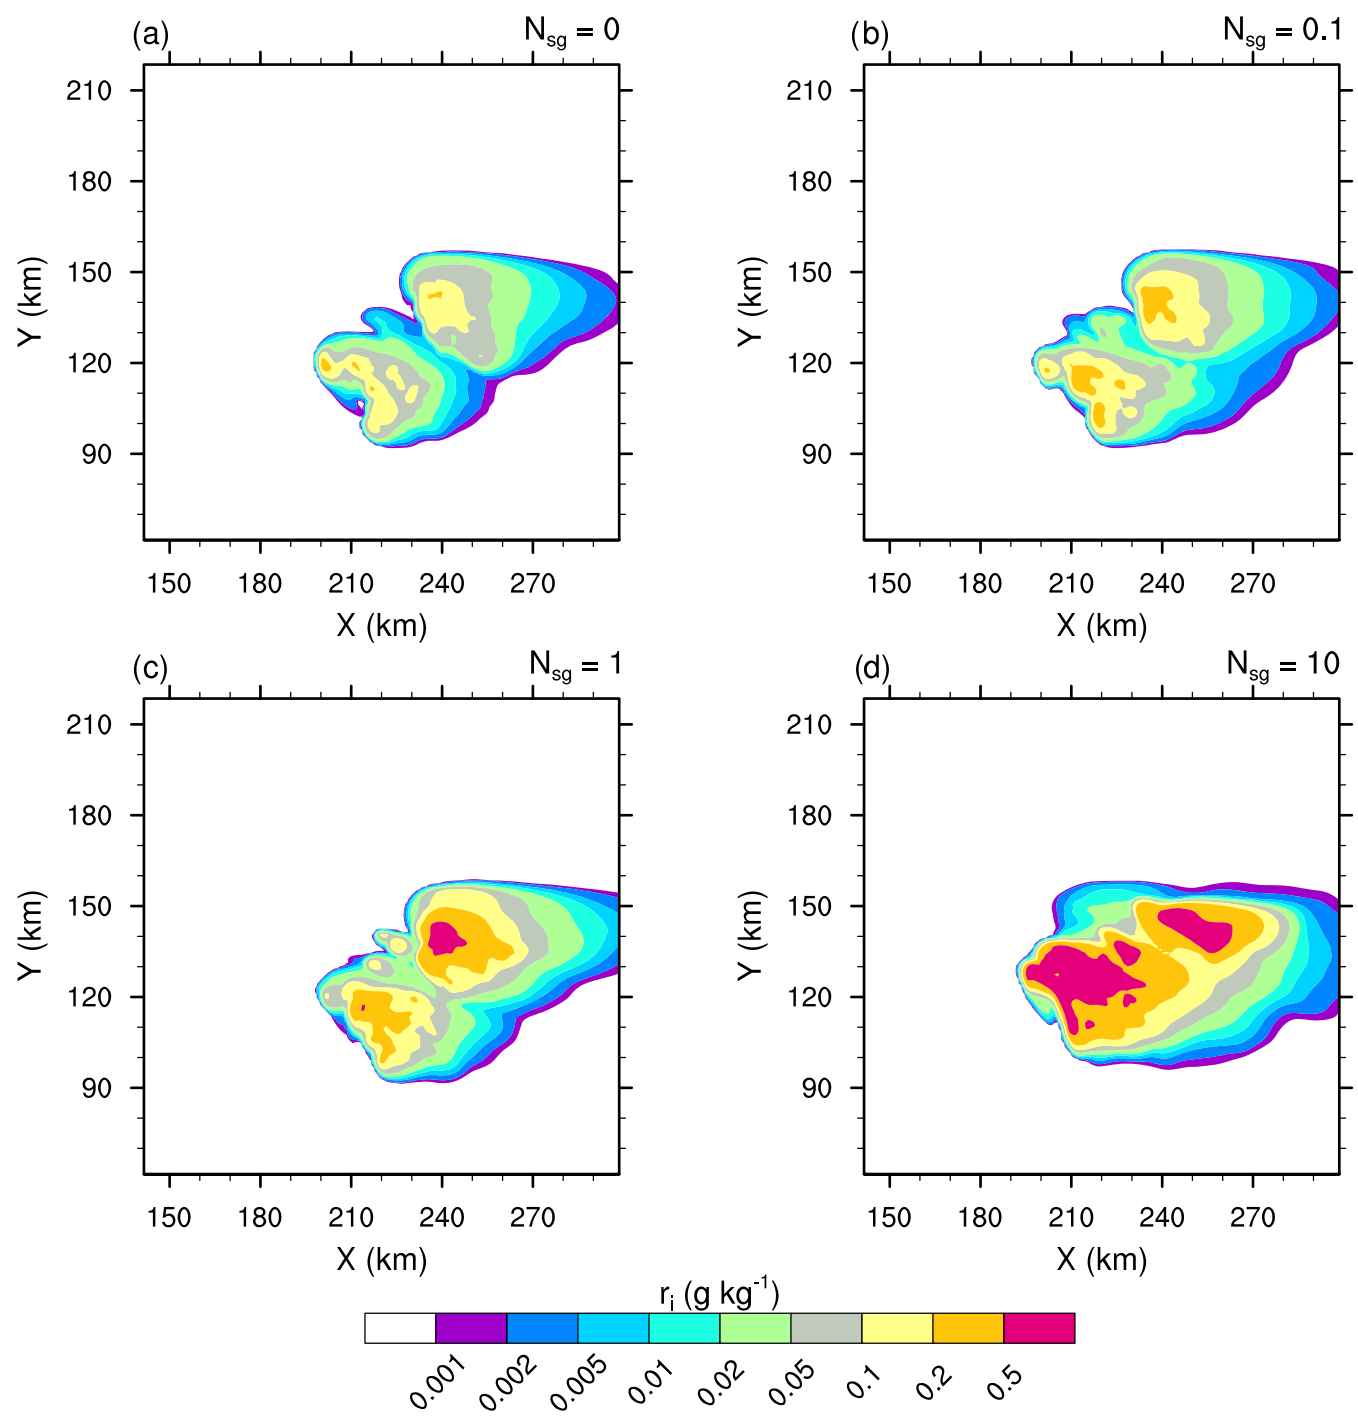 (a) N_sg = 0
(b) N_sg = 0.1
210
180
150
120
90
Y (km)
150 180 210 240 270
X (km)
210
180
150
120
90
Y (km)
150 180 210 240 270
X (km)
(c) N_sg = 1
(d) N_sg = 10
210
180
150
120
90
Y (km)
150 180 210 240 270
X (km)
210
180
150
120
90
Y (km)
150 180 210 240 270
X (km)
r_i (g kg^-1)
0.001 0.002 0.005 0.01 0.02 0.05 0.1 0.2 0.5